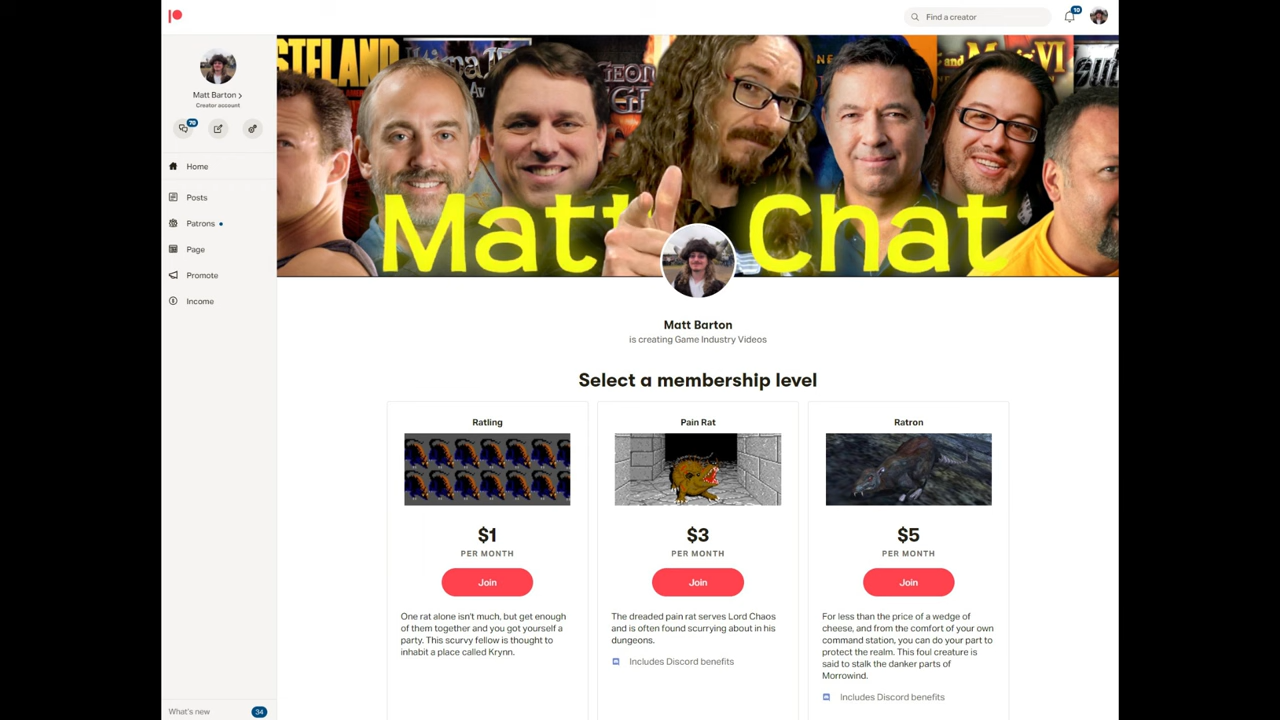 Find a creator
10
Matt Barton
Creator account
70
Home
Posts
Patrons
Page
Promote
Income
What's new
34
WASTELAND
and Magic VI
Matt Chat
Matt Barton
is creating Game Industry Videos
Select a membership level
Ratling
$1
PER MONTH
Join
One rat alone isn't much, but get enough
of them together and you got yourself a
party. This scurvy fellow is thought to
inhabit a place called Krynn.
Pain Rat
$3
PER MONTH
Join
The dreaded pain rat serves Lord Chaos
and is often found scurrying about in his
dungeons.
Includes Discord benefits
Ratron
$5
PER MONTH
Join
For less than the price of a wedge of
cheese, and from the comfort of your own
command station, you can do your part to
protect the realm. This foul creature is
said to stalk the danker parts of
Morrowind.
Includes Discord benefits